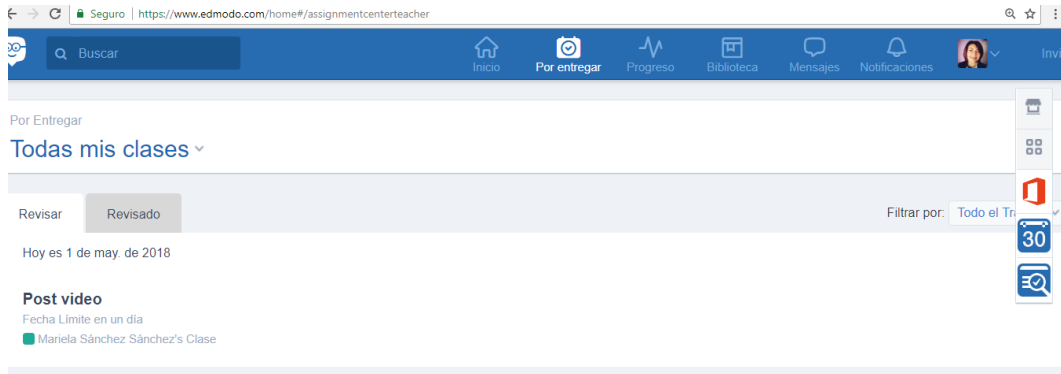 Seguro | https://www.edmodo.com/home#/assignmentcenterteacher
Buscar
Inicio
Por entregar
Progreso
Biblioteca
Mensajes
Notificaciones
Invi
Por Entregar
Todas mis clases
Revisar
Revisado
Filtrar por: Todo el Tr
30
Hoy es 1 de may. de 2018
Post video
Fecha Límite en un día
Mariela Sánchez Sánchez's Clase